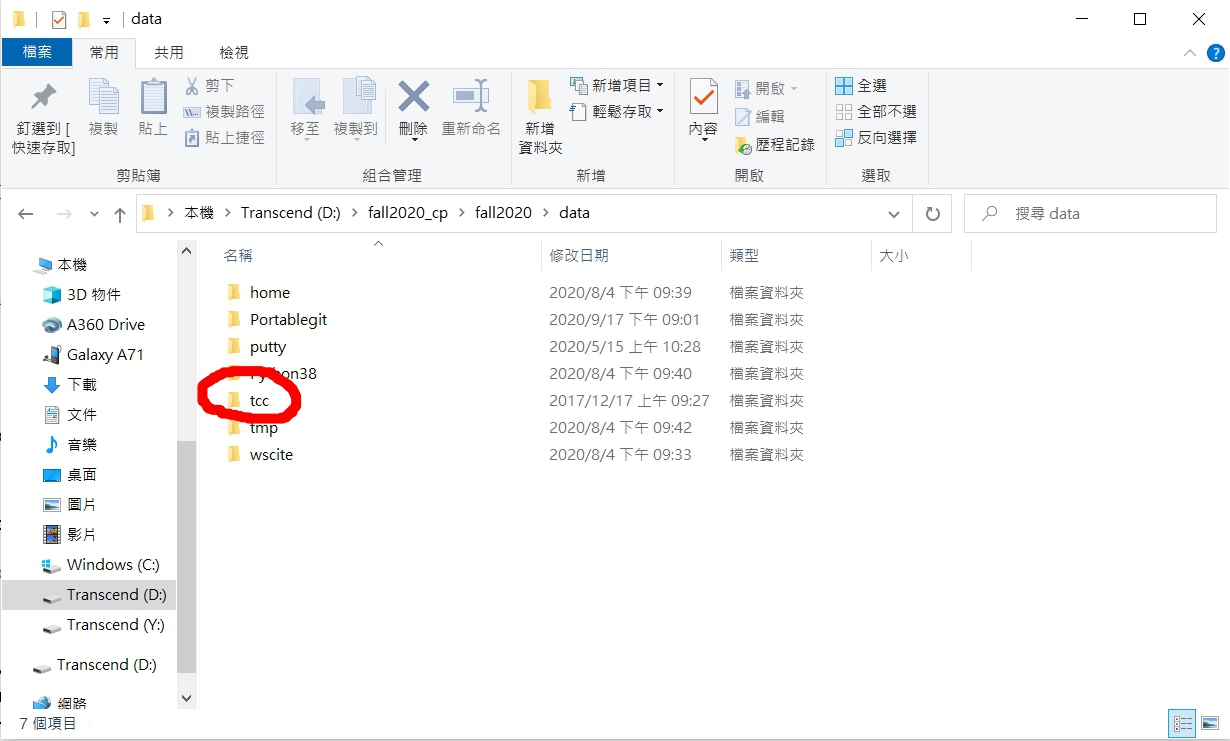 data
檔案 常用 共用 檢視
釘選到 [
快速存取]
複製
貼上
剪下
複製路徑
貼上捷徑
移至
複製到
刪除
重新命名
新增
資料夾
新增項目
輕鬆存取
內容
開啟
編輯
歷程記錄
全選
全部不選
反向選擇
剪貼簿 組合管理 新增 開啟 選取
本機 > Transcend (D:) > fall2020_cp > fall2020 > data
搜尋 data
本機
3D 物件
A360 Drive
Galaxy A71
下載
文件
音樂
桌面
圖片
影片
Windows (C:)
Transcend (D:)
Transcend (Y:)
Transcend (D:)
網路
名稱 修改日期 類型 大小
home 2020/8/4 下午 09:39 檔案資料夾
Portablegit 2020/9/17 下午 09:01 檔案資料夾
putty 2020/5/15 上午 10:28 檔案資料夾
Python38 2020/8/4 下午 09:40 檔案資料夾
tcc 2017/12/17 上午 09:27 檔案資料夾
tmp 2020/8/4 下午 09:42 檔案資料夾
wscite 2020/8/4 下午 09:33 檔案資料夾
7 個項目